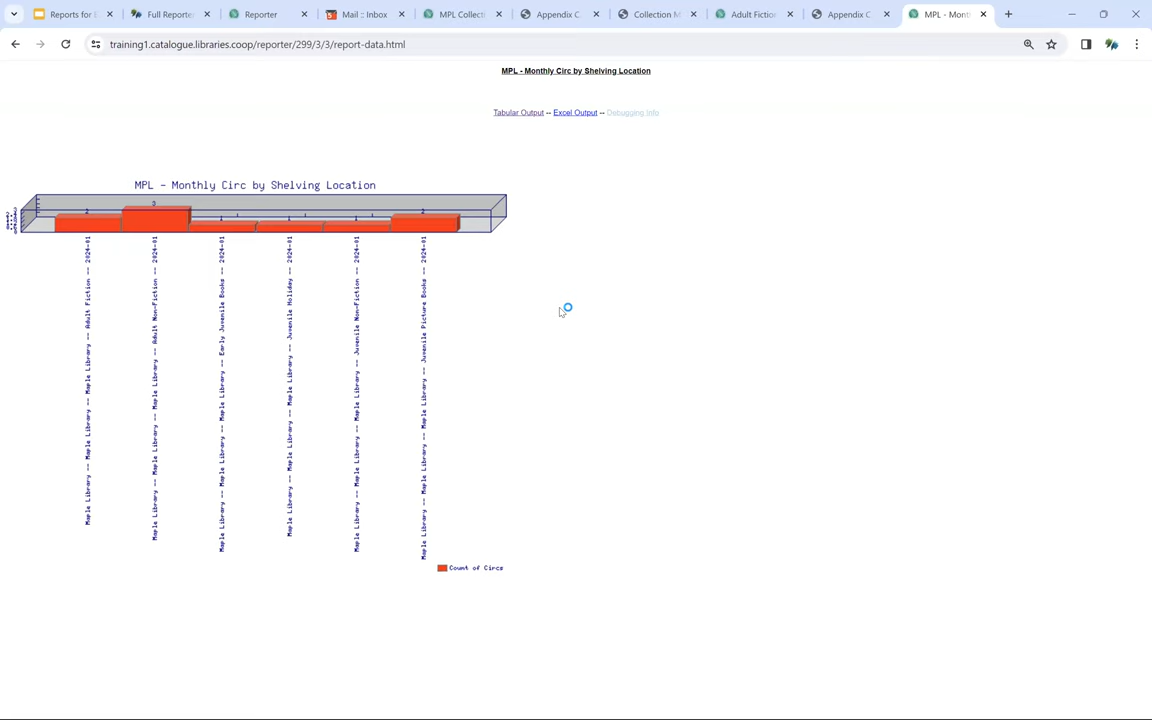 Reports for
Full Reporte
Reporter
Mail :: Inbox
MPL Collecti
Appendix C
Collection M
Adult Fiction
Appendix C
MPL - Mont
training1.catalogue.libraries.coop/reporter/299/3/3/report-data.html
MPL - Monthly Circ by Shelving Location
Tabular Output -- Excel Output -- Debugging Info
MPL - Monthly Circ by Shelving Location
2
3
1
1
1
2
Maple Library -- Maple Library -- Adult Fiction -- 2024-01
Maple Library -- Maple Library -- Adult Non-Fiction -- 2024-01
Maple Library -- Maple Library -- Early Juvenile Books -- 2024-01
Maple Library -- Maple Library -- Juvenile Holiday -- 2024-01
Maple Library -- Maple Library -- Juvenile Non-Fiction -- 2024-01
Maple Library -- Maple Library -- Juvenile Picture Books -- 2024-01
Count of Circs